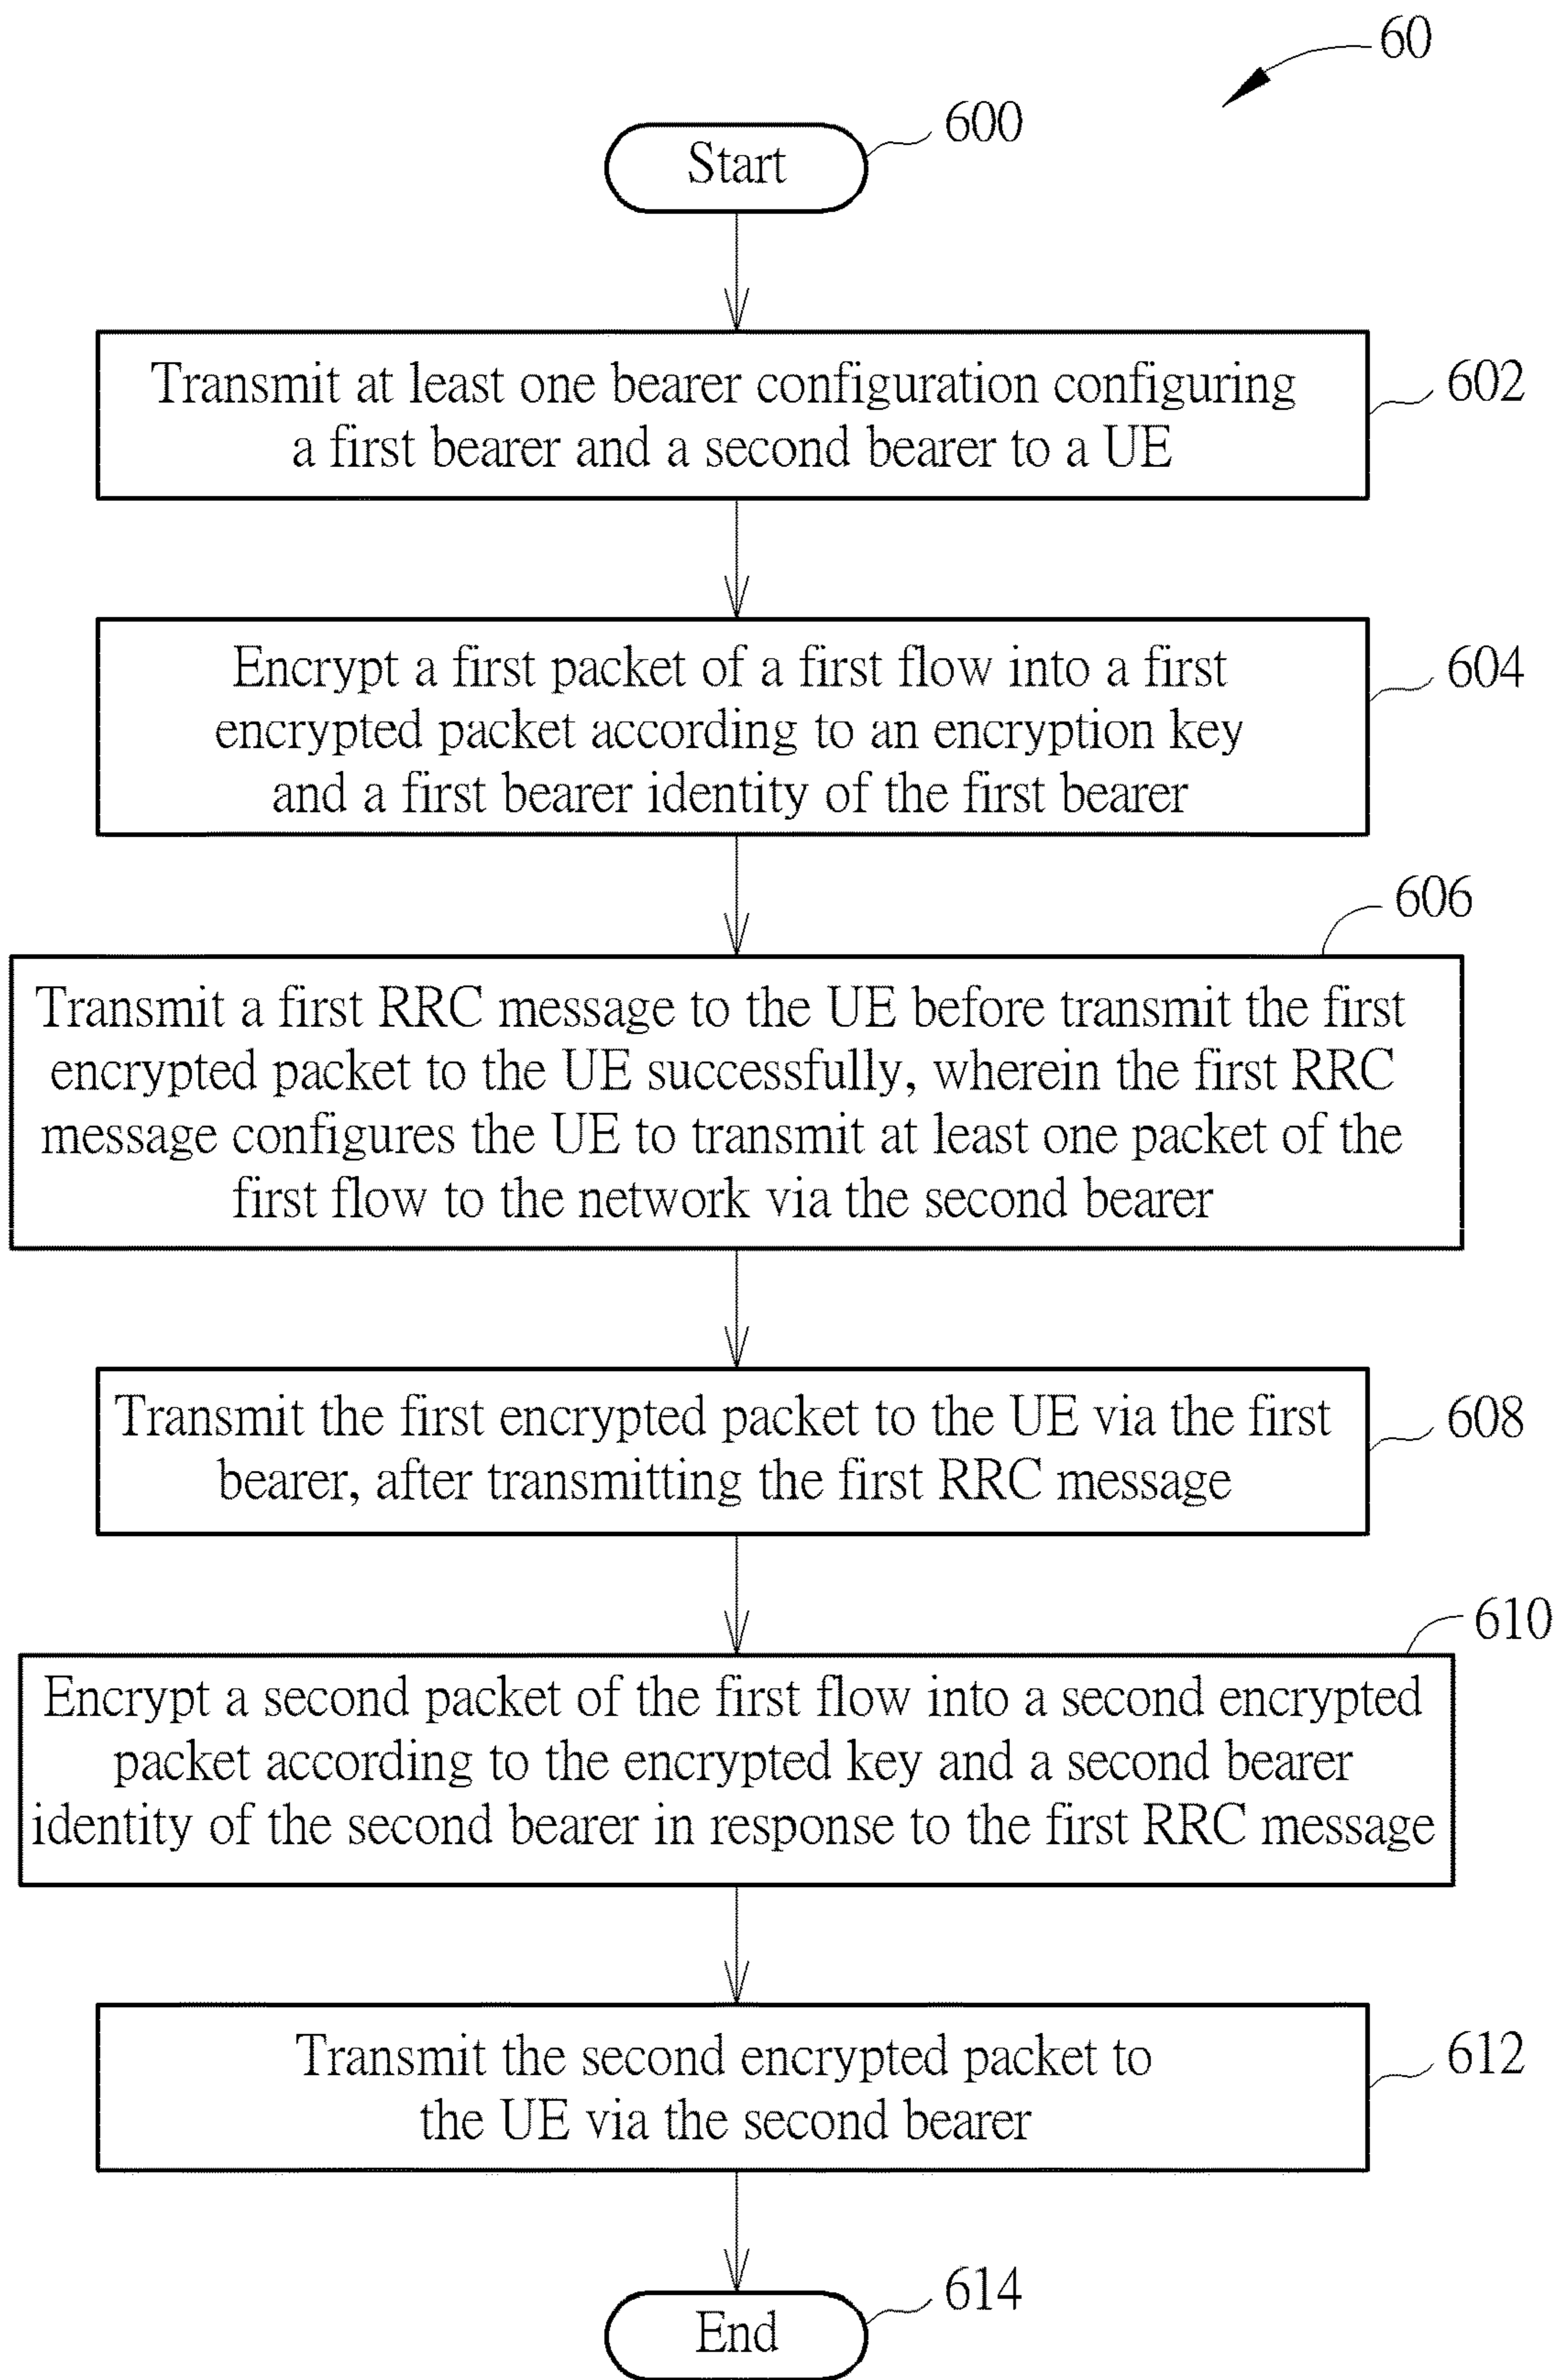 60
600
Start
Transmit at least one bearer configuration configuring
a first bearer and a second bearer to a UE
602
Encrypt a first packet of a first flow into a first
encrypted packet according to an encryption key
and a first bearer identity of the first bearer
604
606
Transmit a first RRC message to the UE before transmit the first
encrypted packet to the UE successfully, wherein the first RRC
message configures the UE to transmit at least one packet of the
first flow to the network via the second bearer
Transmit the first encrypted packet to the UE via the first
bearer, after transmitting the first RRC message
608
610
Encrypt a second packet of the first flow into a second encrypted
packet according to the encrypted key and a second bearer
identity of the second bearer in response to the first RRC message
Transmit the second encrypted packet to
the UE via the second bearer
612
614
End